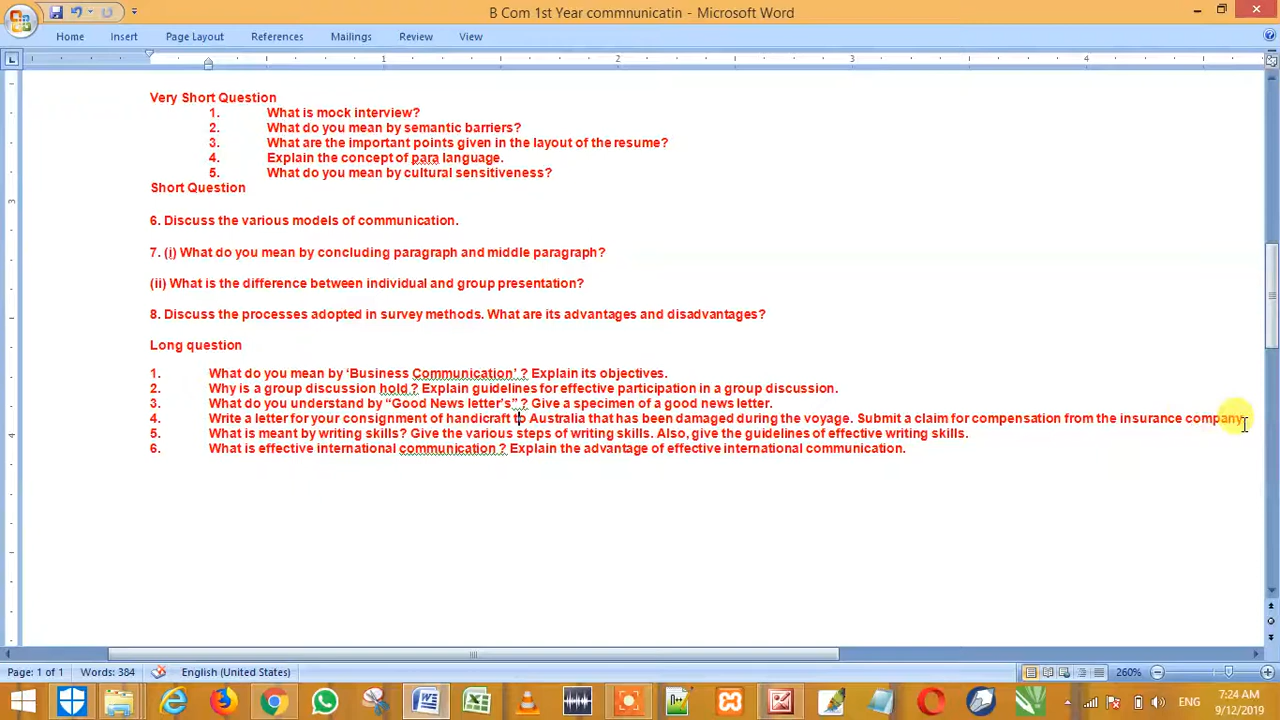 B Com 1st Year commnunicatin - Microsoft Word
Home Insert Page Layout References Mailings Review View
1 2 3 4
Very Short Question
1. What is mock interview?
2. What do you mean by semantic barriers?
3. What are the important points given in the layout of the resume?
4. Explain the concept of para language.
5. What do you mean by cultural sensitiveness?
Short Question
6. Discuss the various models of communication.
7. (i) What do you mean by concluding paragraph and middle paragraph?
(ii) What is the difference between individual and group presentation?
8. Discuss the processes adopted in survey methods. What are its advantages and disadvantages?
Long question
1. What do you mean by ‘Business Communication’ ? Explain its objectives.
2. Why is a group discussion hold ? Explain guidelines for effective participation in a group discussion.
3. What do you understand by “Good News letter’s” ? Give a specimen of a good news letter.
4. Write a letter for your consignment of handicraft to Australia that has been damaged during the voyage. Submit a claim for compensation from the insurance company.
5. What is meant by writing skills? Give the various steps of writing skills. Also, give the guidelines of effective writing skills.
6. What is effective international communication ? Explain the advantage of effective international communication.
3
4
Page: 1 of 1 Words: 384 English (United States) 260%
ENG 7:24 AM
9/12/2019